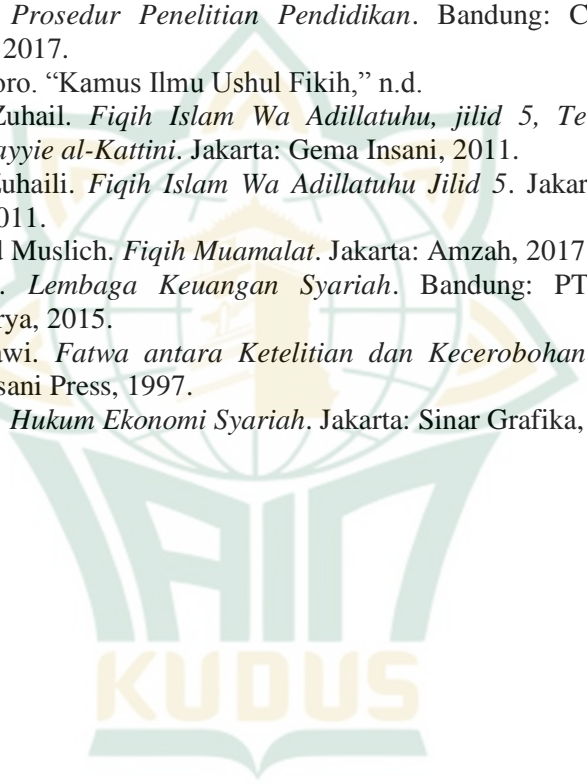 Prosedur Penelitian Pendidikan. Bandung: C
2017.
oro. “Kamus Ilmu Ushul Fikih,” n.d.
Zuhail. Fiqih Islam Wa Adillatuhu, jilid 5, Te
ayyie al-Kattini. Jakarta: Gema Insani, 2011.
Zuhaili. Fiqih Islam Wa Adillatuhu Jilid 5. Jakar
011.
d Muslich. Fiqih Muamalat. Jakarta: Amzah, 2017
. Lembaga Keuangan Syariah. Bandung: PT
rya, 2015.
awi. Fatwa antara Ketelitian dan Kecerobohan
nsani Press, 1997.
Hukum Ekonomi Syariah. Jakarta: Sinar Grafika,
IAIN
KUDUS